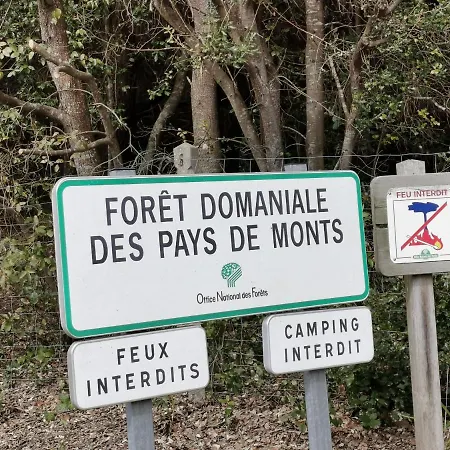 FORÊT DOMANIALE
DES PAYS DE MONTS
Office National des Forêts
FEUX
INTERDITS
CAMPING
INTERDIT
FEU INTERDIT